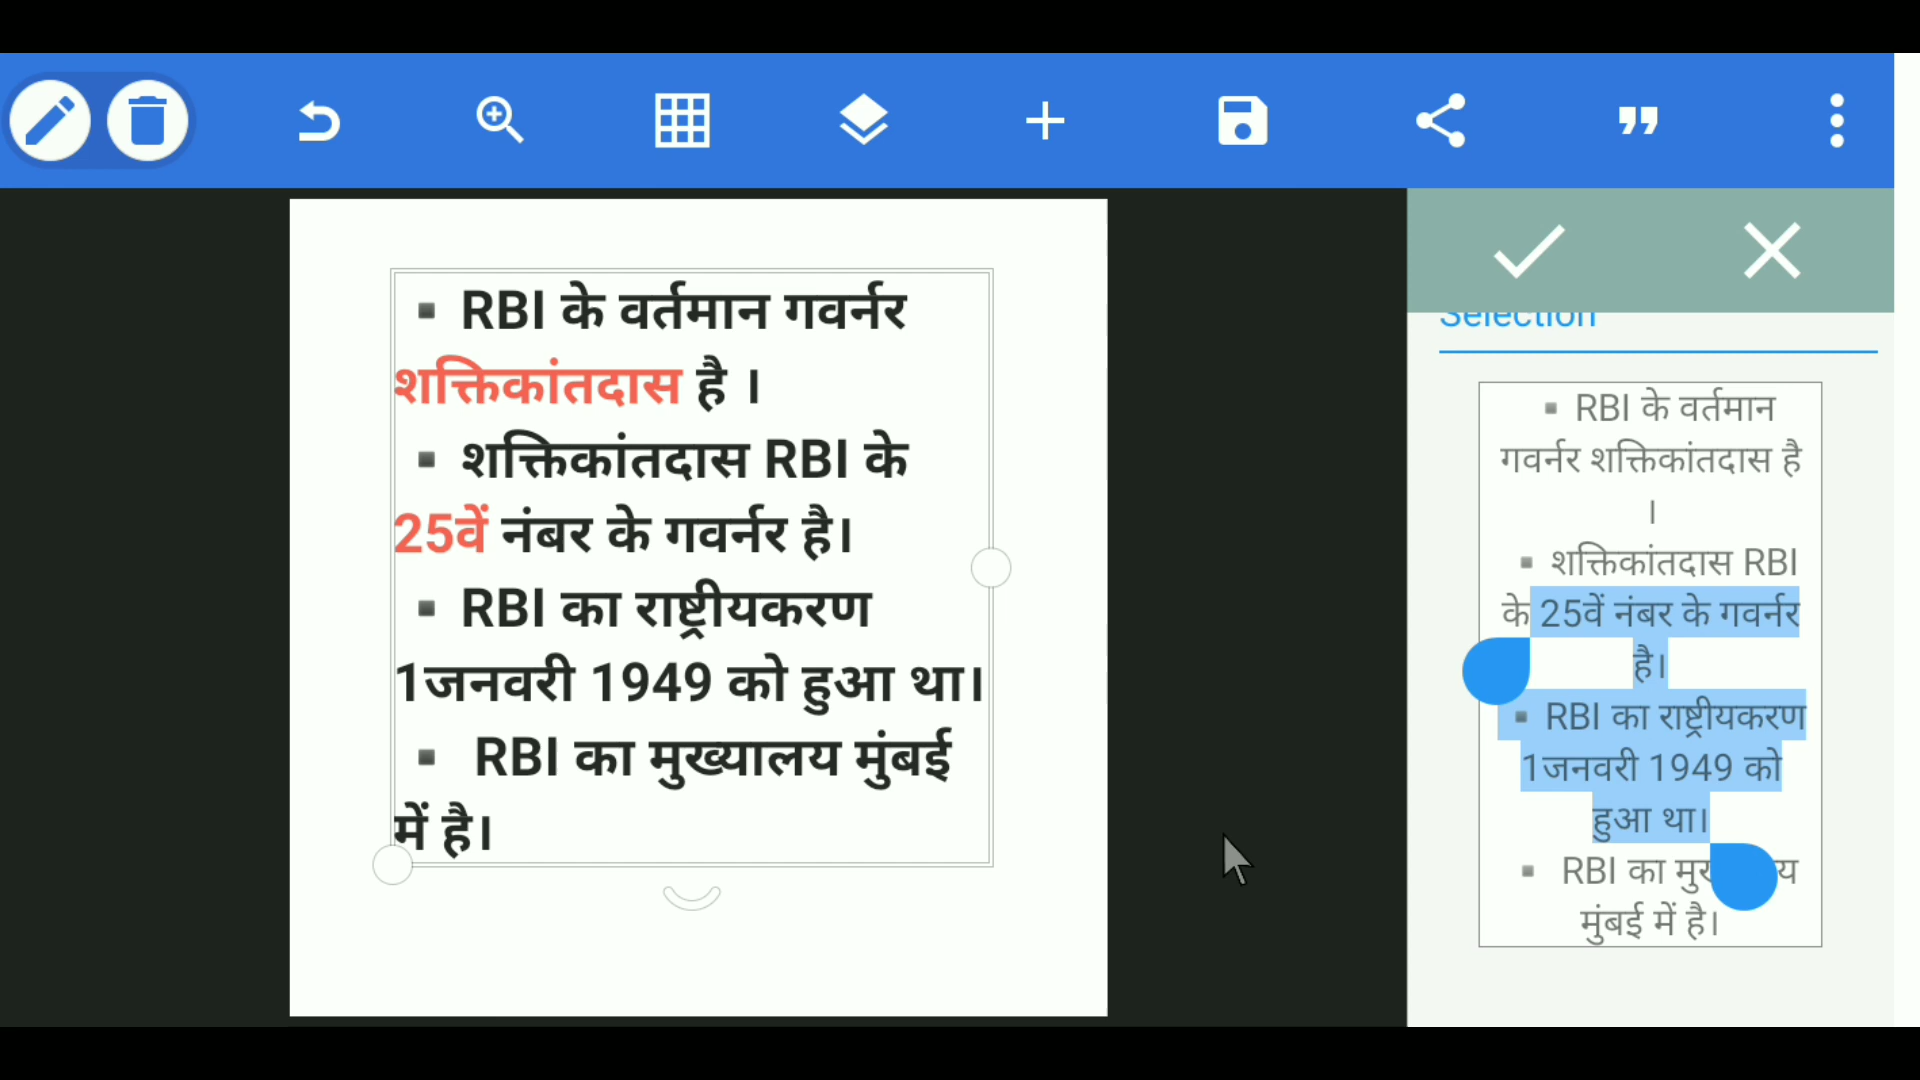 ▪ RBI के वर्तमान गवर्नर
शक्तिकांतदास है ।
▪ शक्तिकांतदास RBI के
25वें नंबर के गवर्नर है।
▪ RBI का राष्ट्रीयकरण
1जनवरी 1949 को हुआ था।
▪ RBI का मुख्यालय मुंबई
में है।
Selection
▪ RBI के वर्तमान
गवर्नर शक्तिकांतदास है
।
▪ शक्तिकांतदास RBI
के 25वें नंबर के गवर्नर
है।
▪ RBI का राष्ट्रीयकरण
1जनवरी 1949 को
हुआ था।
▪ RBI का
मुंबई में है।